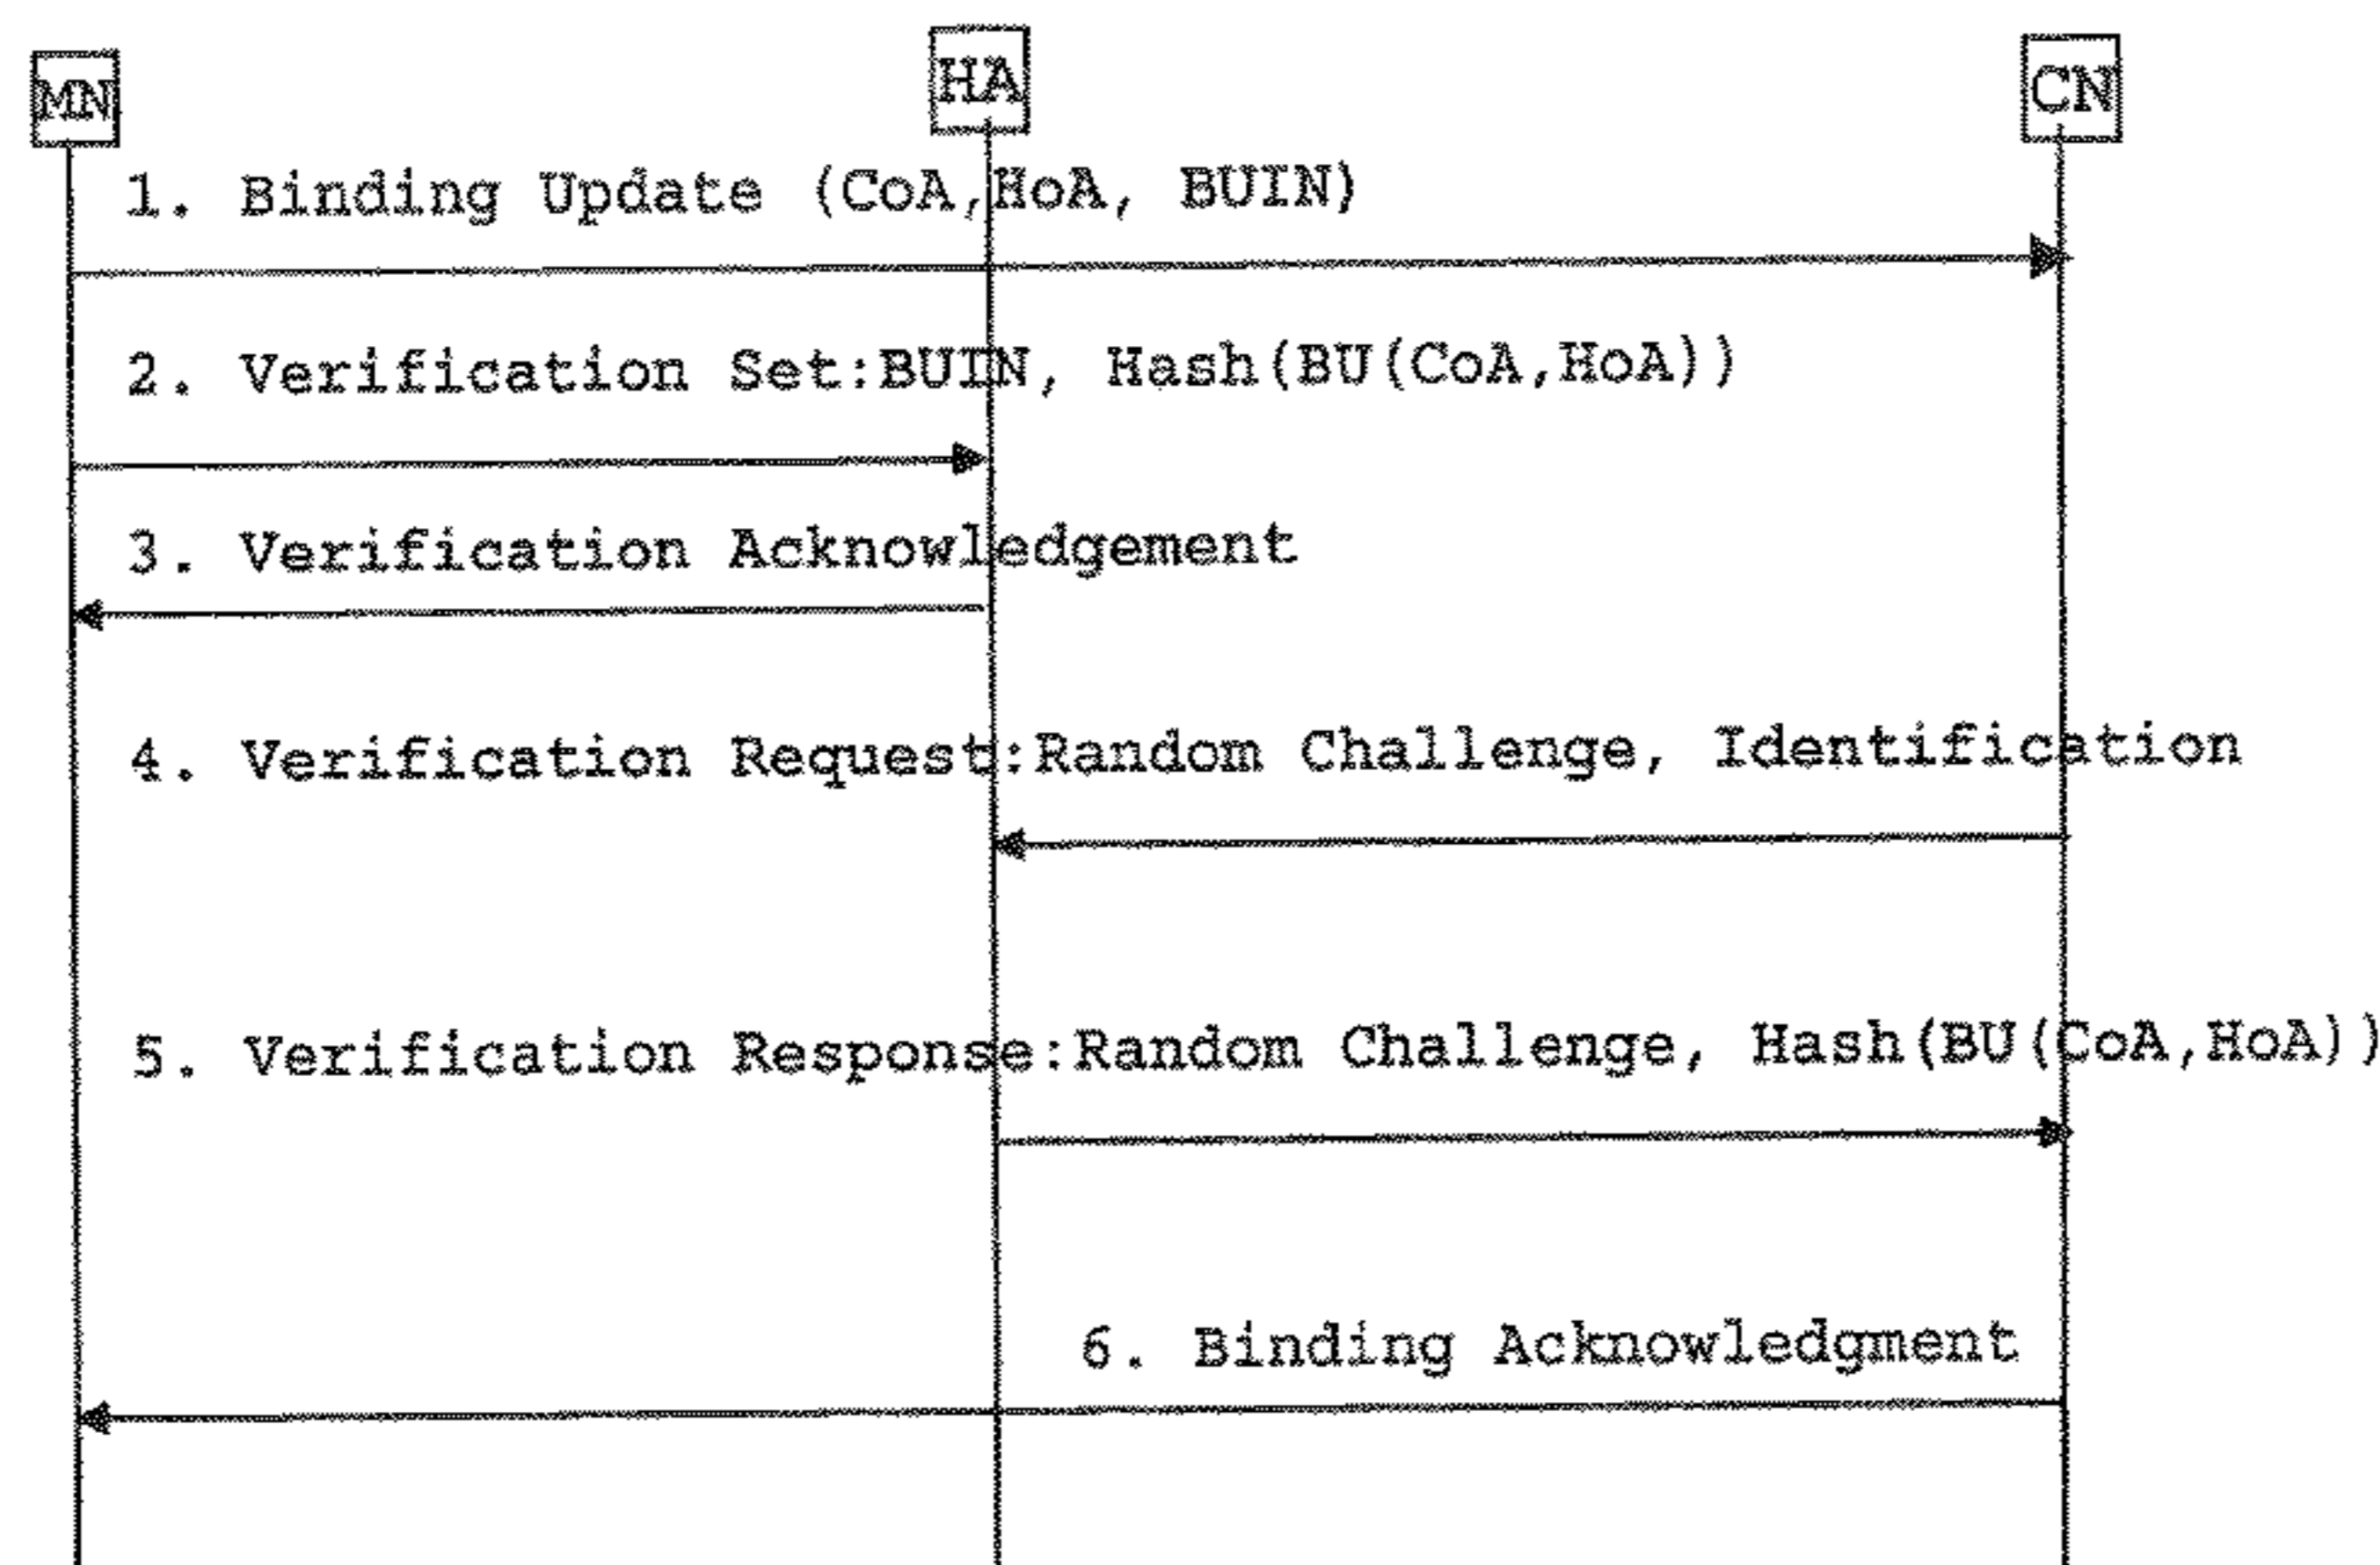 MN
HA
CN
1. Binding Update (CoA,HoA, BUIN)
2. Verification Set:BUIN, Hash(BU(CoA,HoA))
3. Verification Acknowledgement
4. Verification Request:Random Challenge, Identification
5. Verification Response:Random Challenge, Hash(BU(CoA,HoA))
6. Binding Acknowledgment